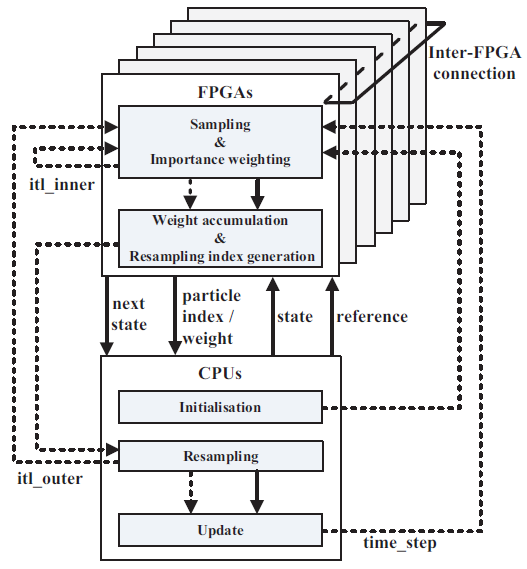 Inter-FPGA
connection
FPGAs
Sampling
&
Importance weighting
itl_inner
Weight accumulation
&
Resampling index generation
next
state
particle
index /
weight
state
reference
CPUs
Initialisation
Resampling
itl_outer
Update
time_step